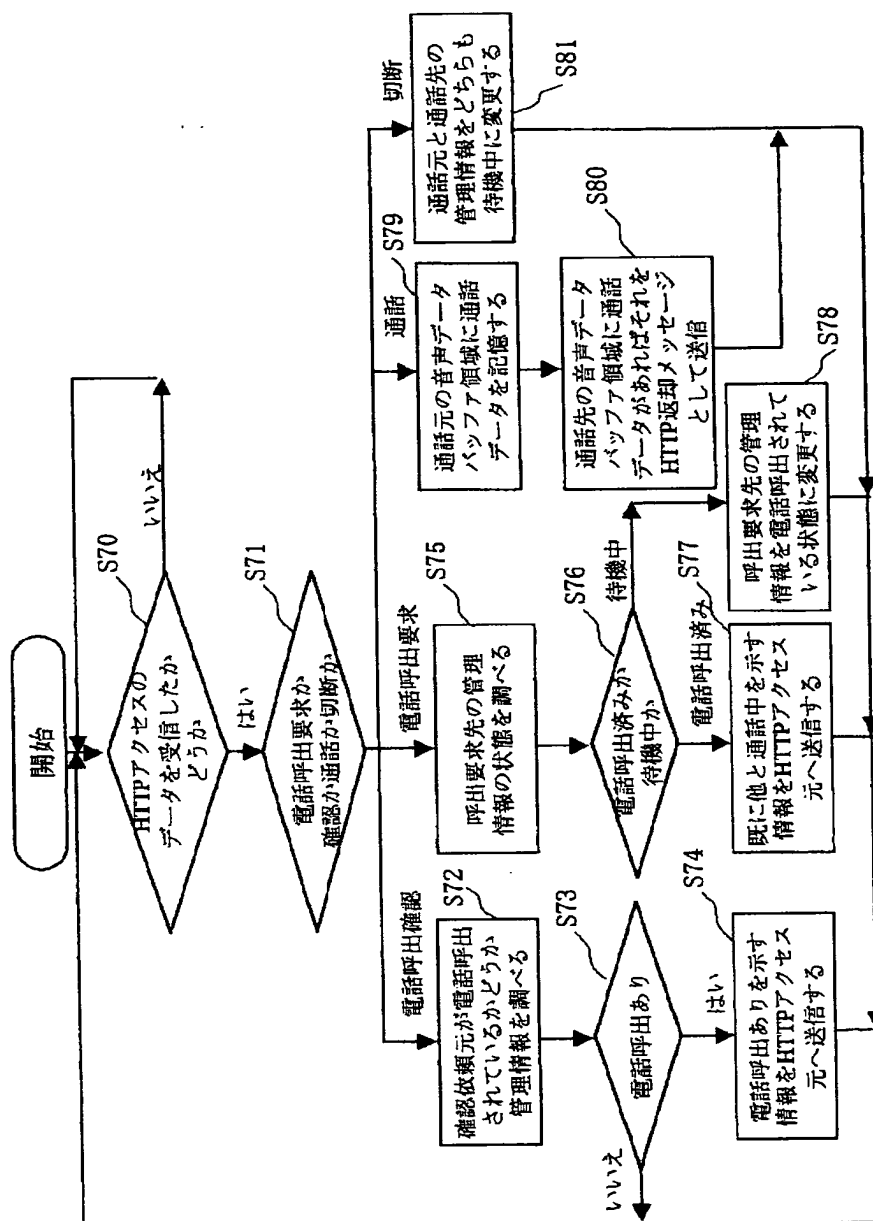 開始
S70
HTTPアクセスの
データを受信したか
どうか
いいえ
はい
S71
電話呼出要求か
確認か通話か切断か
電話呼出確認
S72
確認依頼元が電話呼出
されているかどうか
管理情報を調べる
S73
電話呼出あり
いいえ
はい
S74
電話呼出ありを示す
情報をHTTPアクセス
元へ送信する
電話呼出要求
S75
呼出要求先の管理
情報の状態を調べる
S76
電話呼出済みか
待機中か
待機中
電話呼出済み
S77
既に他と通話中を示す
情報をHTTPアクセス
元へ送信する
S78
呼出要求先の管理
情報を電話呼出されて
いる状態に変更する
通話
S79
通話元の音声データ
バッファ領域に通話
データを記憶する
S80
通話先の音声データ
バッファ領域に通話
データがあればそれを
HTTP返却メッセージ
として送信
切断
S81
通話元と通話先の
管理情報をどちらも
待機中に変更する